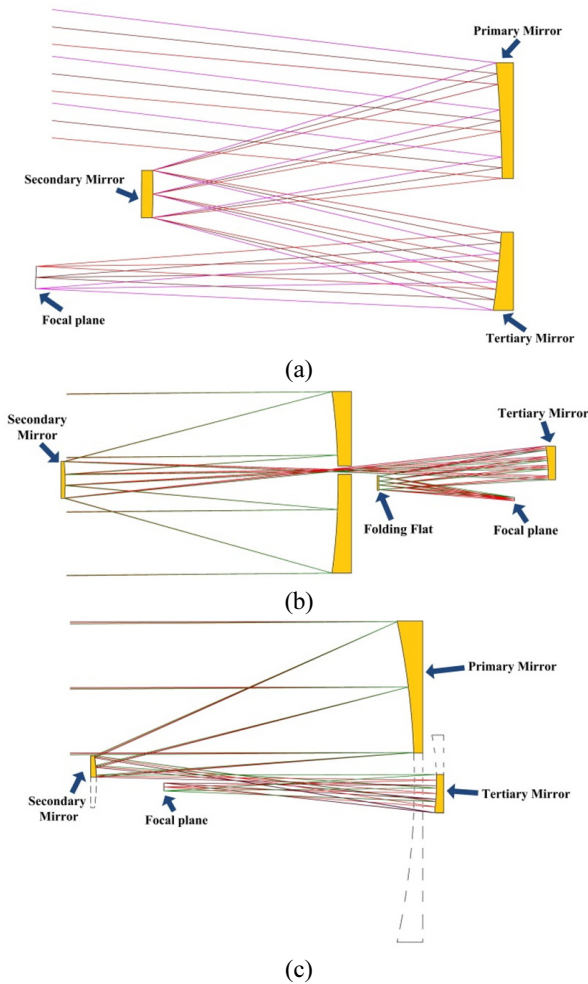 Primary Mirror
Secondary Mirror
Focal plane
Tertiary Mirror
(a)
Secondary
Mirror
Tertiary Mirror
Folding Flat
Focal plane
(b)
Primary Mirror
Secondary
Mirror
Focal plane
Tertiary Mirror
(c)